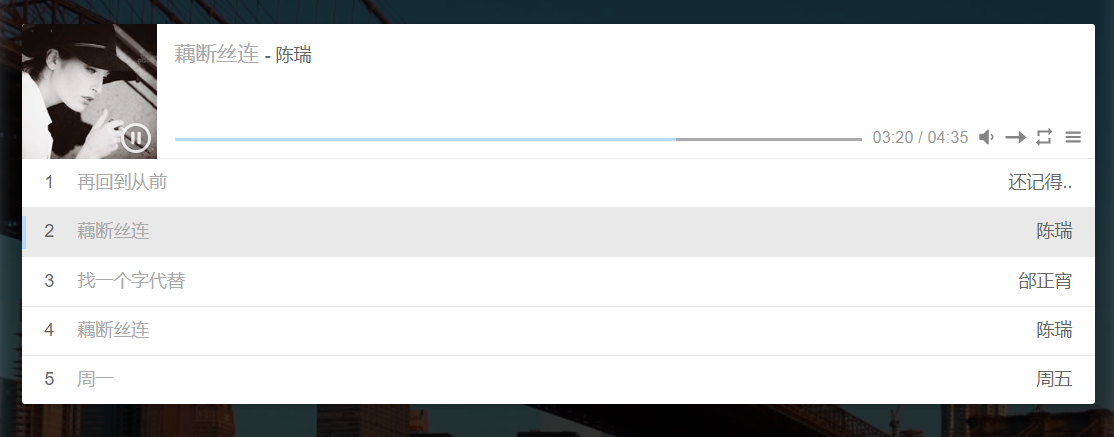 藕断丝连 - 陈瑞
03:20 / 04:35
1 再回到从前 还记得..
2 藕断丝连 陈瑞
3 找一个字代替 邰正宵
4 藕断丝连 陈瑞
5 周一 周五